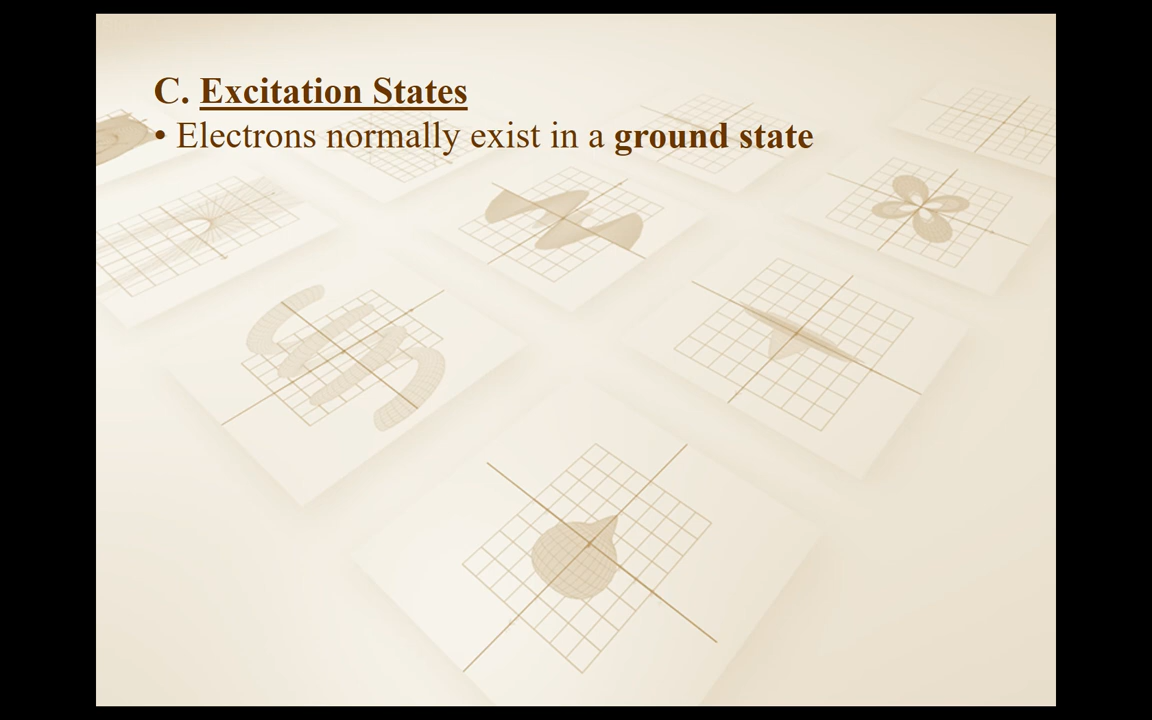 C. Excitation States
• Electrons normally exist in a ground state